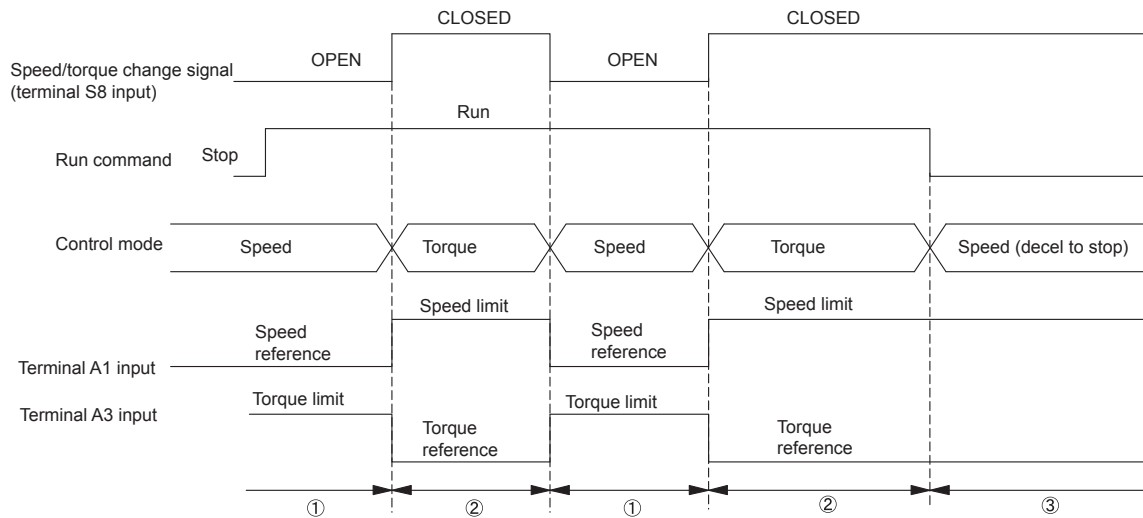 CLOSED
CLOSED
OPEN
OPEN
Speed/torque change signal
(terminal S8 input)
Run
Run command
Stop
Control mode
Speed
Torque
Speed
Torque
Speed (decel to stop)
Speed limit
Speed limit
Speed
reference
Speed
reference
Terminal A1 input
Terminal A3 input
Torque limit
Torque limit
Torque
reference
Torque
reference
①
②
①
②
③